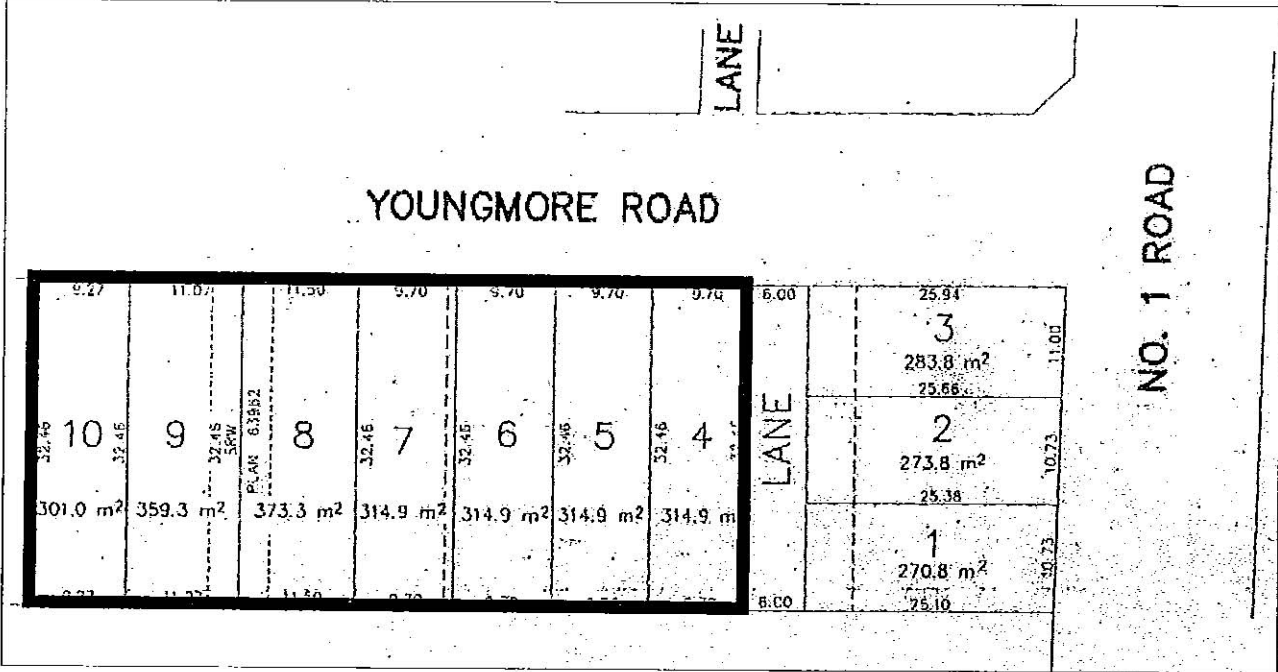 LANE
YOUNGMORE ROAD
NO. 1 ROAD
9.27 11.07 11.50 9.70 9.70 9.70 9.70 6.00 25.94
3
283.8 m² 11.00
25.66
32.46 10 32.46 9 32.46 SRW PLAN 63962 8 32.46 7 32.46 6 32.46 5 32.46 4 LANE
2
273.8 m² 10.73
25.38
301.0 m² 359.3 m² 373.3 m² 314.9 m² 314.9 m² 314.9 m² 314.9 m
1
270.8 m² 10.73
11.50 6.00 25.10